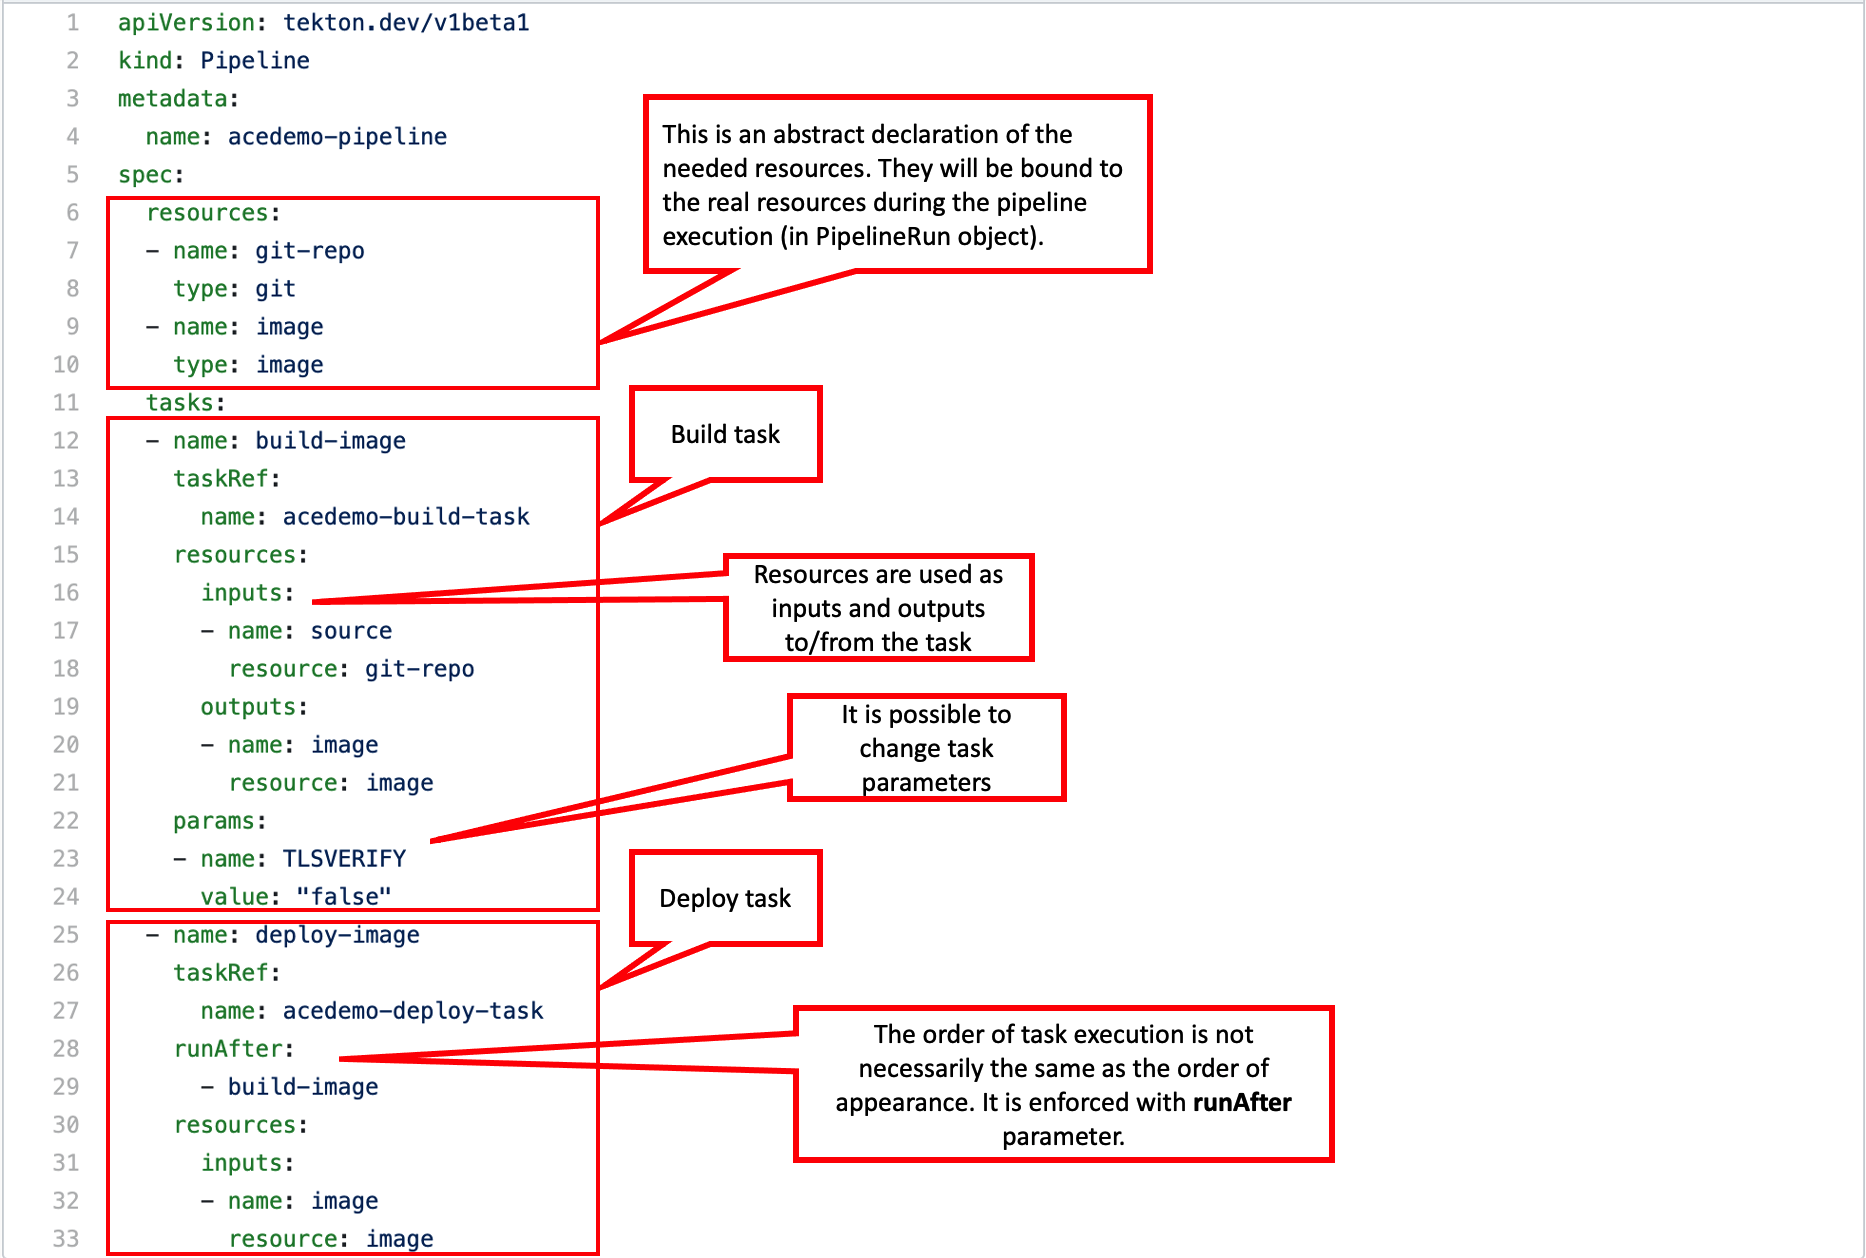 1 apiVersion: tekton.dev/v1beta1
2 kind: Pipeline
3 metadata:
4   name: acedemo-pipeline
5 spec:
6   resources:
7   - name: git-repo
8     type: git
9   - name: image
10     type: image
11   tasks:
12   - name: build-image
13     taskRef:
14       name: acedemo-build-task
15     resources:
16       inputs:
17       - name: source
18         resource: git-repo
19       outputs:
20       - name: image
21         resource: image
22     params:
23     - name: TLSVERIFY
24       value: "false"
25   - name: deploy-image
26     taskRef:
27       name: acedemo-deploy-task
28     runAfter:
29       - build-image
30     resources:
31       inputs:
32       - name: image
33         resource: image
This is an abstract declaration of the
needed resources. They will be bound to
the real resources during the pipeline
execution (in PipelineRun object).
Build task
Resources are used as
inputs and outputs
to/from the task
It is possible to
change task
parameters
Deploy task
The order of task execution is not
necessarily the same as the order of
appearance. It is enforced with runAfter
parameter.